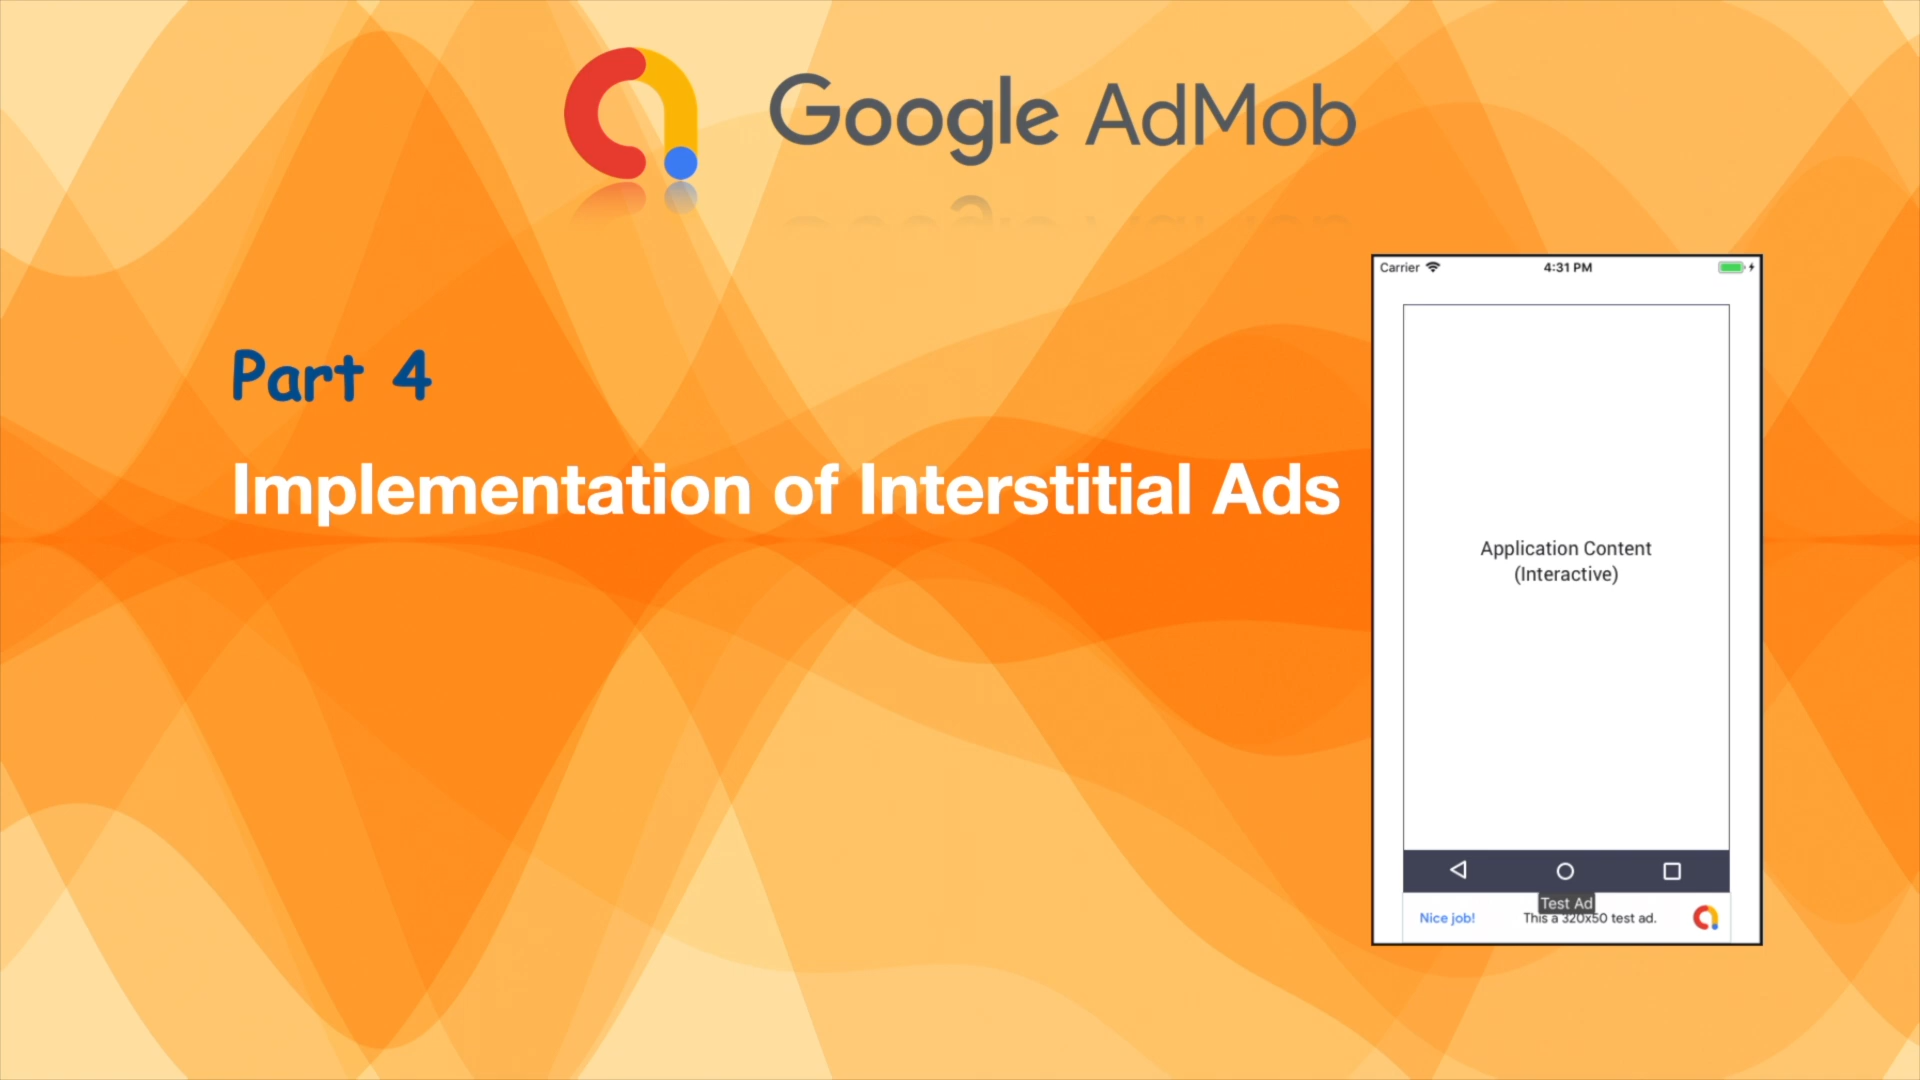 Google AdMob
Part 4
Implementation of Interstitial Ads
Carrier 4:31 PM
Application Content
(Interactive)
Test Ad
Nice job! This a 320x50 test ad.